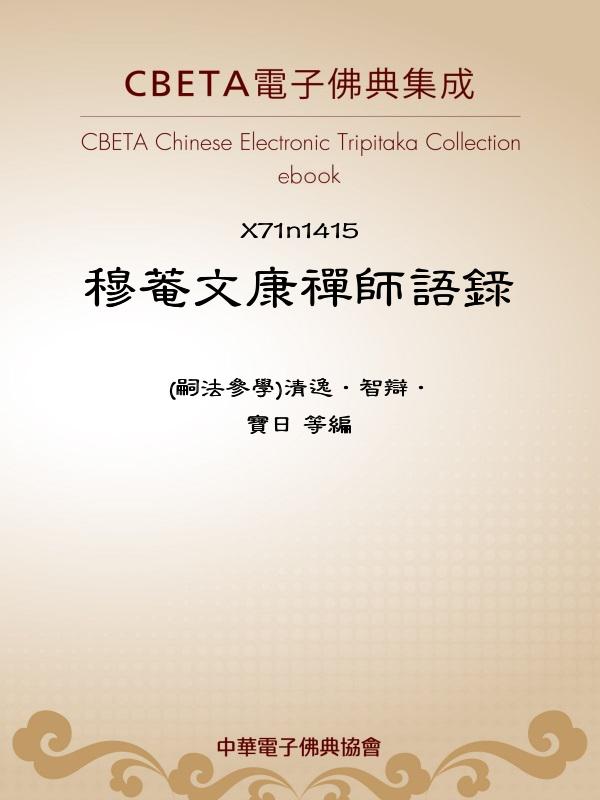 CBETA電子佛典集成
CBETA Chinese Electronic Tripitaka Collection
ebook
X71n1415
穆菴文康禪師語錄
(嗣法參學)清逸．智辯．
寶日 等編
中華電子佛典協會